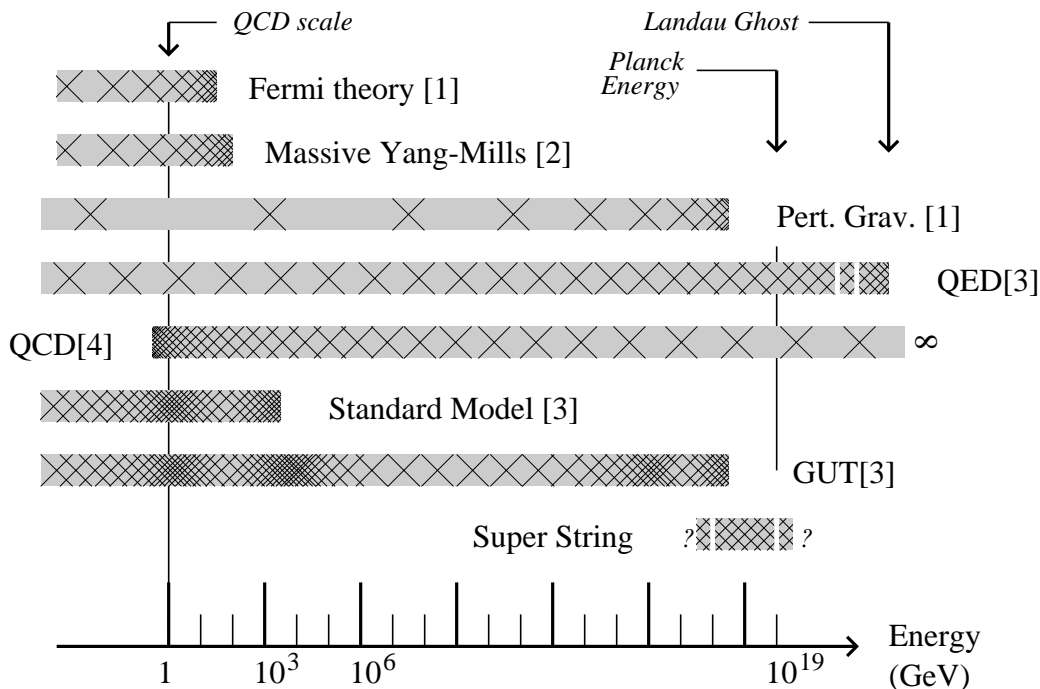 QCD scale
Landau Ghost
Planck
Energy
Fermi theory [1]
Massive Yang-Mills [2]
Pert. Grav. [1]
QED[3]
QCD[4]
∞
Standard Model [3]
GUT[3]
Super String
?
?
1
10³
10⁶
10¹⁹
Energy
(GeV)